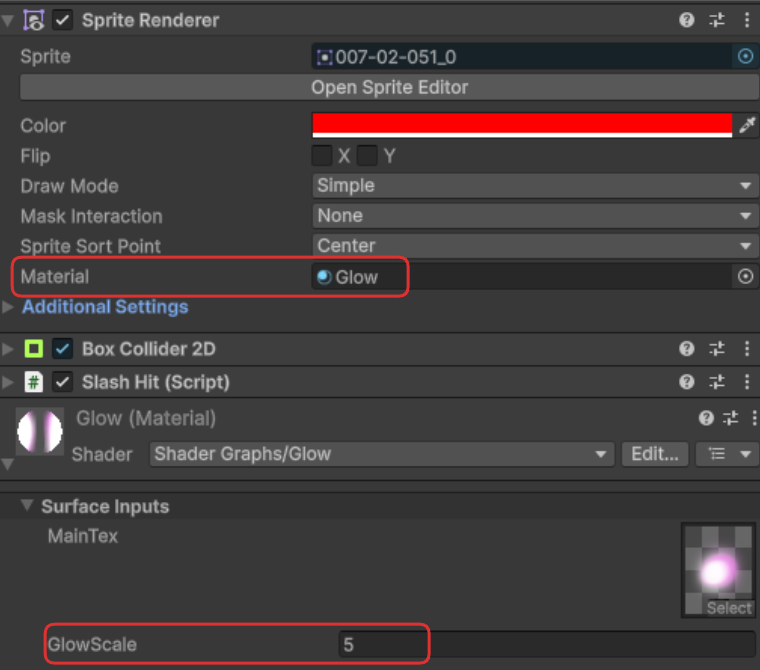 Sprite Renderer
Sprite 007-02-051_0
Open Sprite Editor
Color
Flip X Y
Draw Mode Simple
Mask Interaction None
Sprite Sort Point Center
Material Glow
Additional Settings
Box Collider 2D
# Slash Hit (Script)
Glow (Material)
Shader Shader Graphs/Glow Edit...
Surface Inputs
MainTex
Select
GlowScale 5